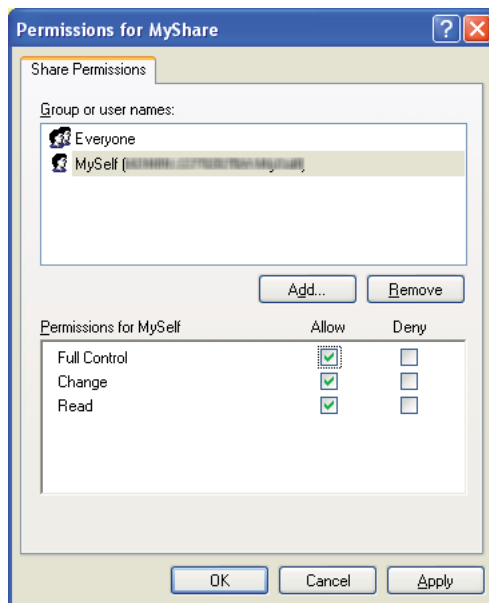 Permissions for MyShare
Share Permissions
Group or user names:
Everyone
MySelf (
Add... Remove
Permissions for MySelf Allow Deny
Full Control
Change
Read
OK Cancel Apply